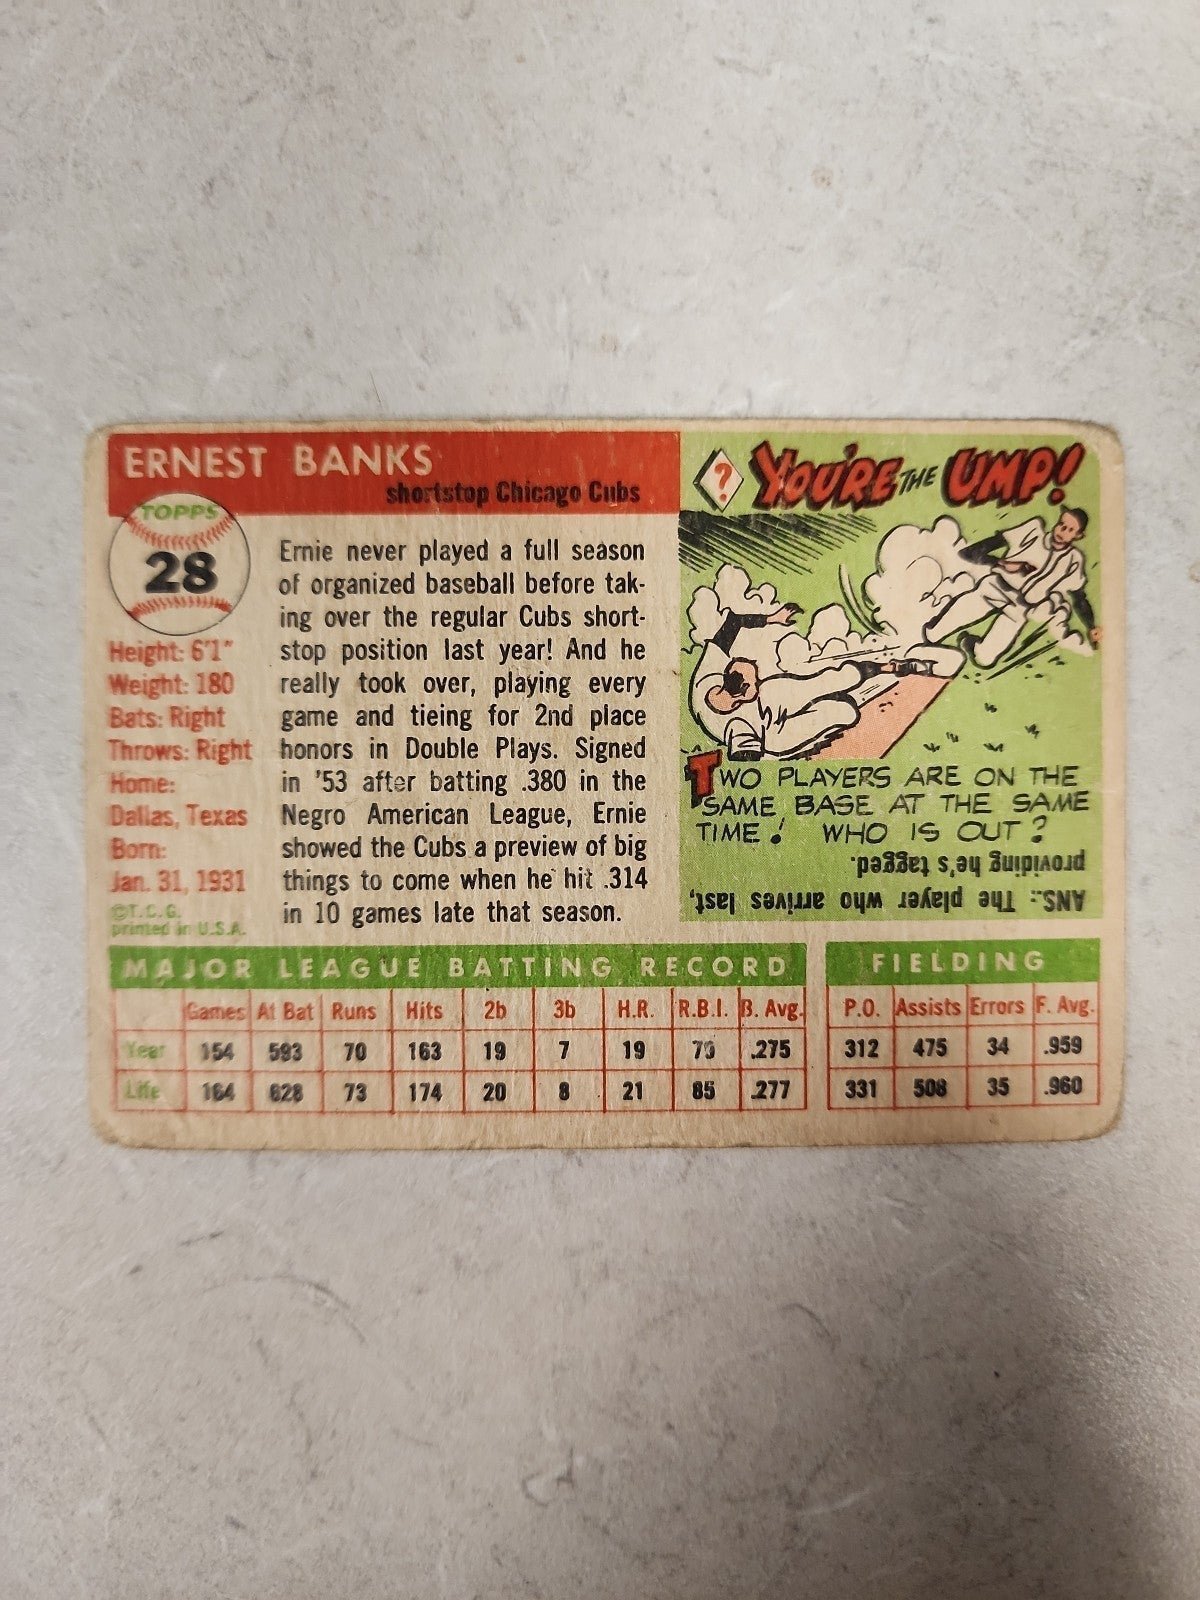 ERNEST BANKS
shortstop Chicago Cubs
TOPPS
28
Height: 6'1"
Weight: 180
Bats: Right
Throws: Right
Home:
Dallas, Texas
Born:
Jan. 31, 1931
©T.C.G.
printed in U.S.A.
Ernie never played a full season
of organized baseball before tak-
ing over the regular Cubs short-
stop position last year! And he
really took over, playing every
game and tieing for 2nd place
honors in Double Plays. Signed
in '53 after batting .380 in the
Negro American League, Ernie
showed the Cubs a preview of big
things to come when he hit .314
in 10 games late that season.
? YOU'RE THE UMP!
TWO PLAYERS ARE ON THE
SAME BASE AT THE SAME
TIME! WHO IS OUT?
ANS.: The player who arrives last,
providing he's tagged.
MAJOR LEAGUE BATTING RECORD
Games At Bat Runs Hits 2b 3b H.R. R.B.I. B. Avg.
Year 154 593 70 163 19 7 19 79 .275
Life 164 628 73 174 20 8 21 85 .277
FIELDING
P.O. Assists Errors F. Avg.
312 475 34 .959
331 508 35 .960